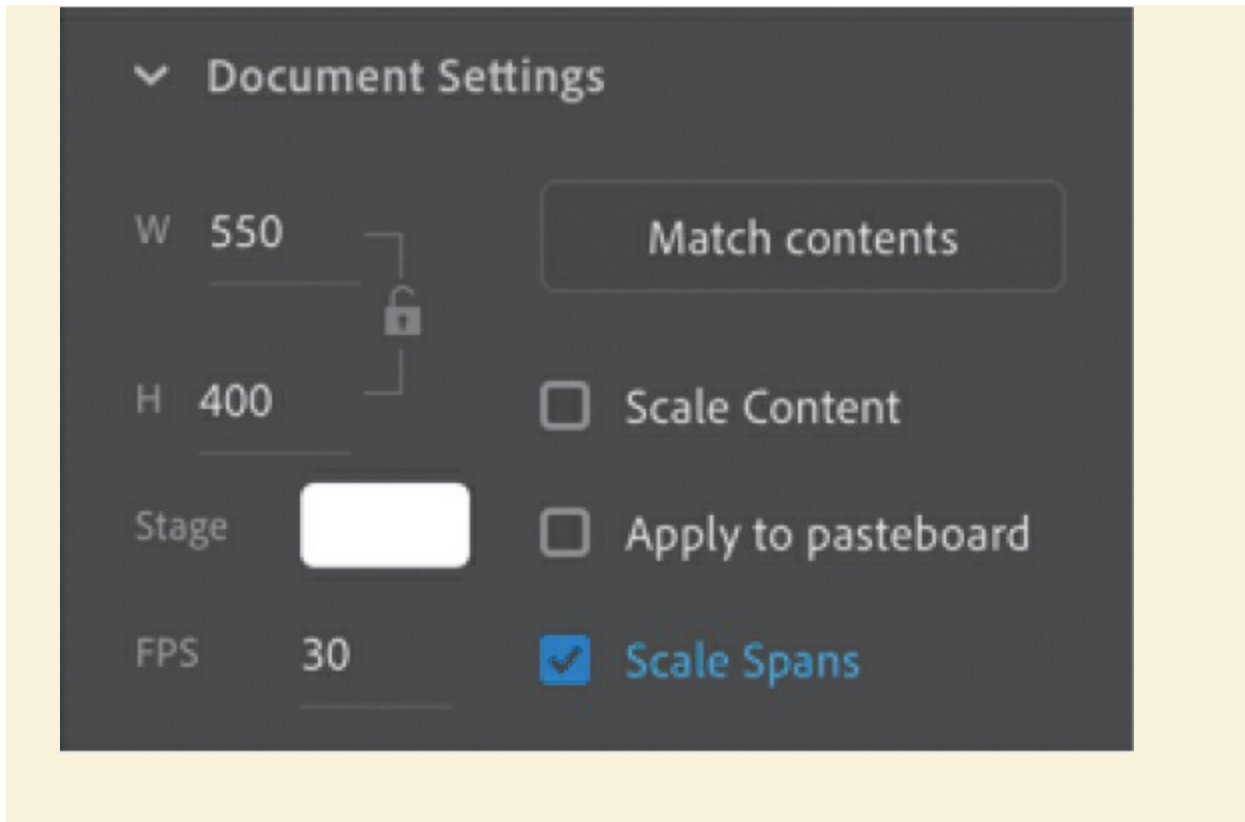 Document Settings
W 550
Match contents
H 400
Scale Content
Stage
Apply to pasteboard
FPS 30
Scale Spans